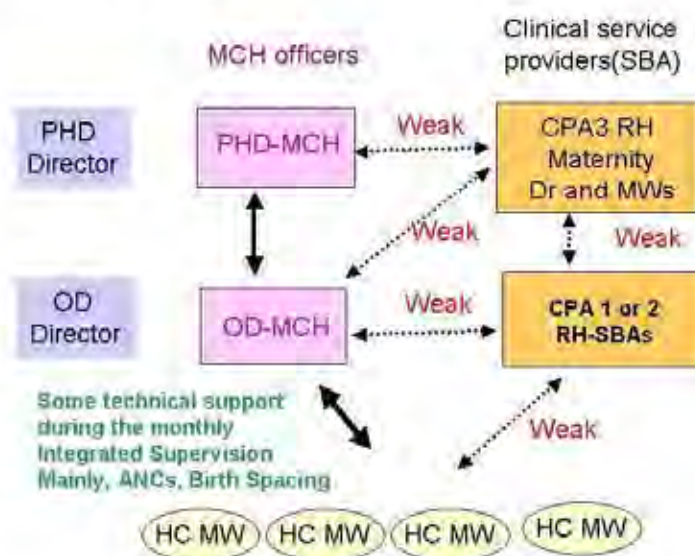 MCH officers
Clinical service
providers(SBA)
PHD
Director
PHD-MCH
Weak
CPA3 RH
Maternity
Dr and MWs
Weak
Weak
OD
Director
OD-MCH
Weak
CPA 1 or 2
RH-SBAs
Some technical support
during the monthly
Integrated Supervision
Mainly, ANCs, Birth Spacing
Weak
HC MW
HC MW
HC MW
HC MW